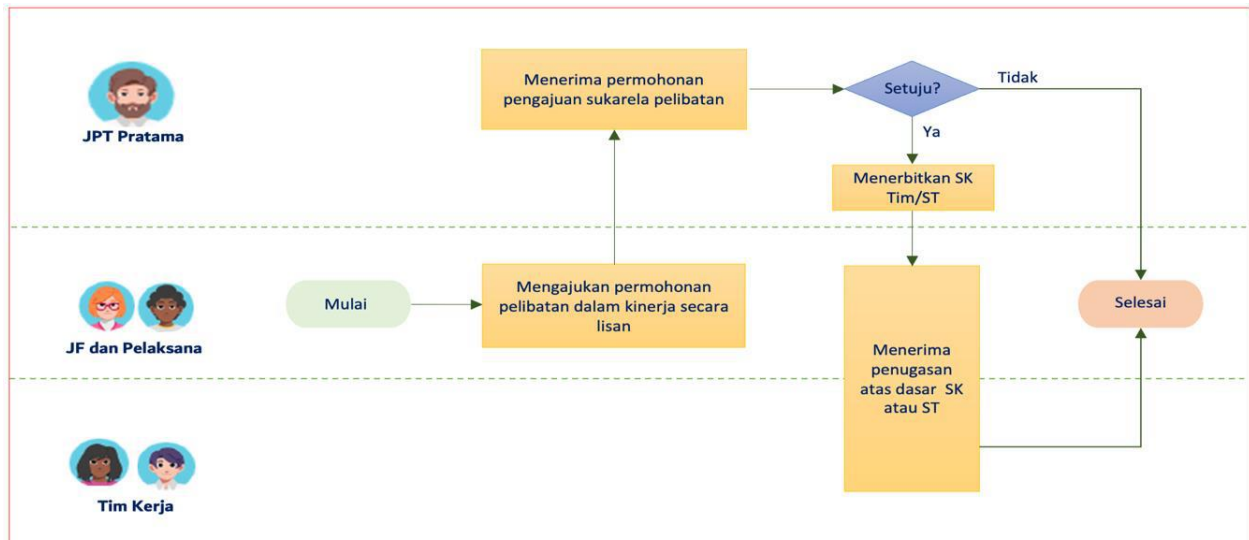 JPT Pratama
Menerima permohonan
pengajuan sukarela pelibatan
Setuju?
Tidak
Ya
Menerbitkan SK
Tim/ST
JF dan Pelaksana
Mulai
Mengajukan permohonan
pelibatan dalam kinerja secara
lisan
Menerima
penugasan
atas dasar SK
atau ST
Selesai
Tim Kerja